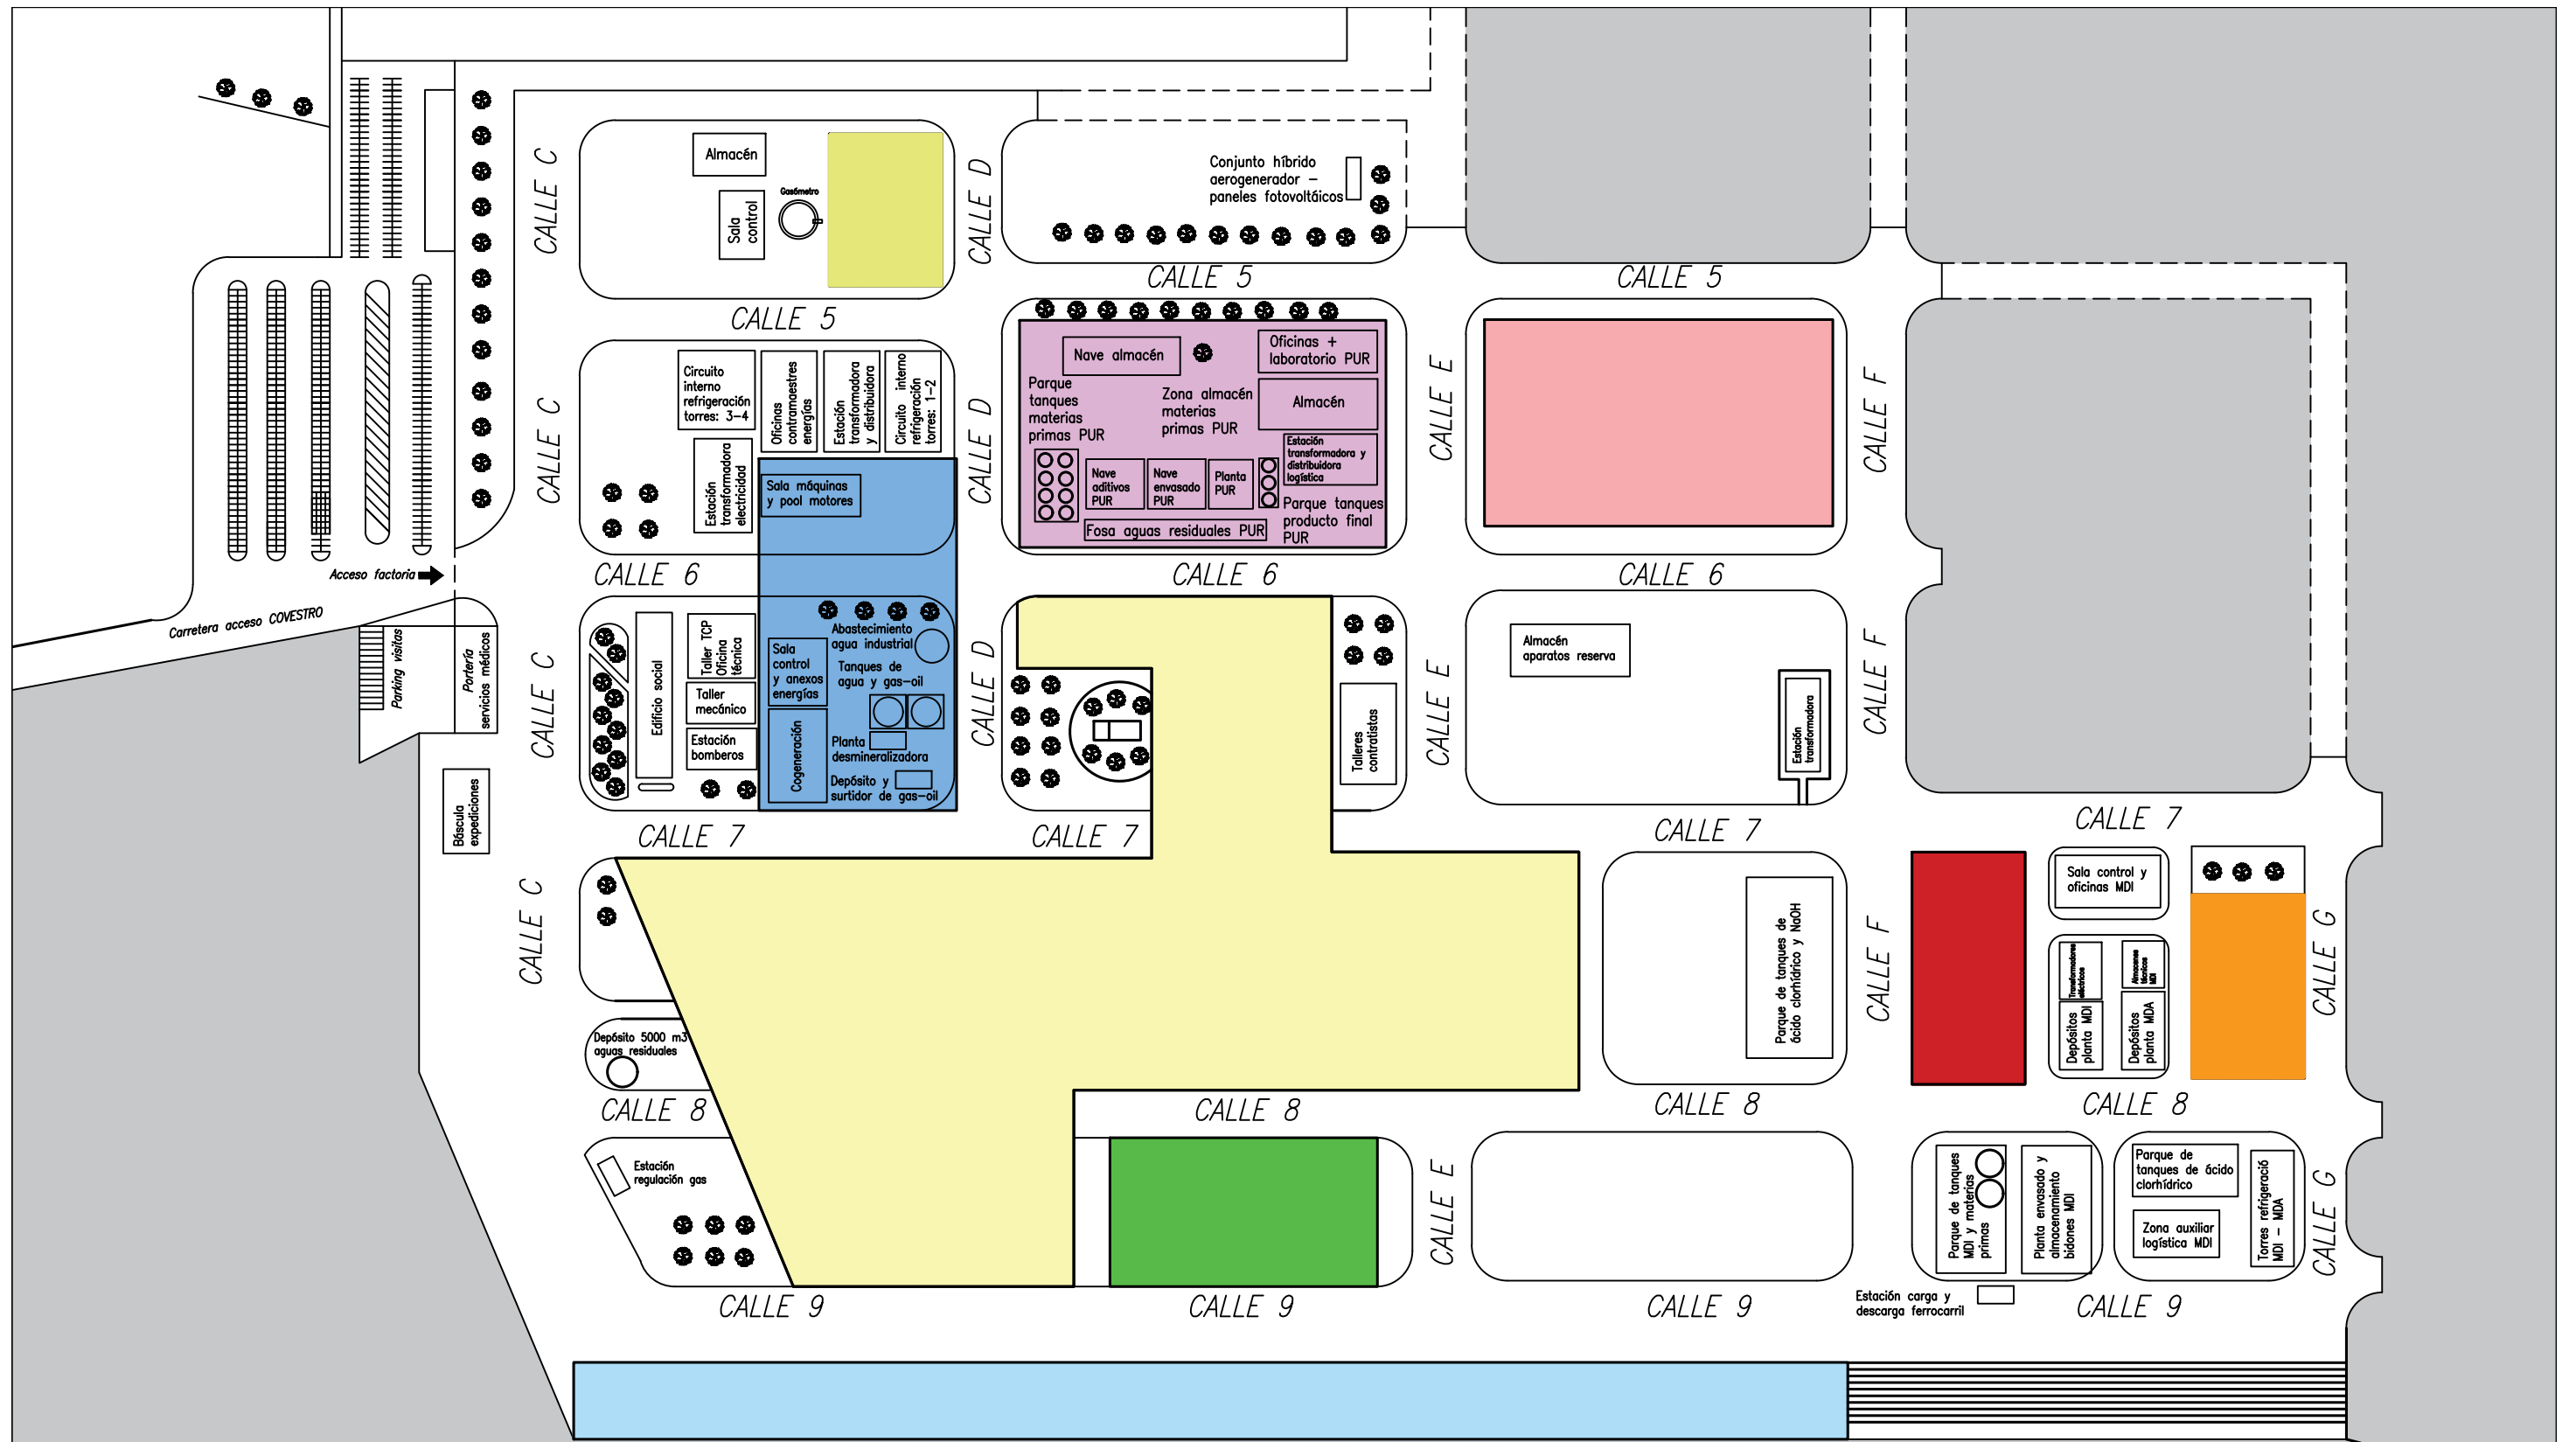 CALLE C
Almacén
Sala
control
Gasómetro
CALLE D
Conjunto híbrido
aerogenerador –
paneles fotovoltáicos
CALLE 5
CALLE 5
CALLE 5
CALLE C
Circuito
interno
refrigeración
torres: 3–4
Oficinas
contramaestres
energías
Estación
transformadora
y distribuidora
Circuito interno
refrigeración
torres: 1–2
Estación
transformadora
electricidad
Sala máquinas
y pool motores
CALLE D
Nave almacén
Oficinas +
laboratorio PUR
Parque
tanques
materias
primas PUR
Zona almacén
materias
primas PUR
Almacén
Estación
transformadora y
distribuidora
logística
Nave
aditivos
PUR
Nave
envasado
PUR
Planta
PUR
Parque tanques
producto final
PUR
Fosa aguas residuales PUR
CALLE E
CALLE F
Acceso factoria
Carretera acceso COVESTRO
CALLE 6
CALLE 6
CALLE 6
Parking visitas
Portería
servicios médicos
CALLE C
Edificio social
Taller TCP
Oficina
técnica
Taller
mecánico
Estación
bomberos
Sala
control
y anexos
energías
Cogeneración
Abastecimiento
agua industrial
Tanques de
agua y gas–oil
Planta
desmineralizadora
Depósito y
surtidor de gas–oil
CALLE D
Talleres
contratistas
CALLE E
Almacén
aparatos reserva
Estación
transformadora
CALLE F
Báscula
expediciones
CALLE 7
CALLE 7
CALLE 7
CALLE 7
CALLE C
Depósito 5000 m3
aguas residuales
Parque de tanques de
ácido clorhídrico y NaOH
CALLE F
Sala control y
oficinas MDI
Transformadores
eléctricos
Almacenes
técnicos
MDI
Depósitos
planta MDI
Depósitos
planta MDA
CALLE G
CALLE 8
CALLE 8
CALLE 8
CALLE 8
Estación
regulación gas
CALLE E
Parque de tanques
MDI y materias
primas
Planta envasado y
almacenamiento
bidones MDI
Parque de
tanques de ácido
clorhídrico
Zona auxiliar
logística MDI
Torres refrigeració
MDI – MDA
CALLE G
Estación carga y
descarga ferrocarril
CALLE 9
CALLE 9
CALLE 9
CALLE 9